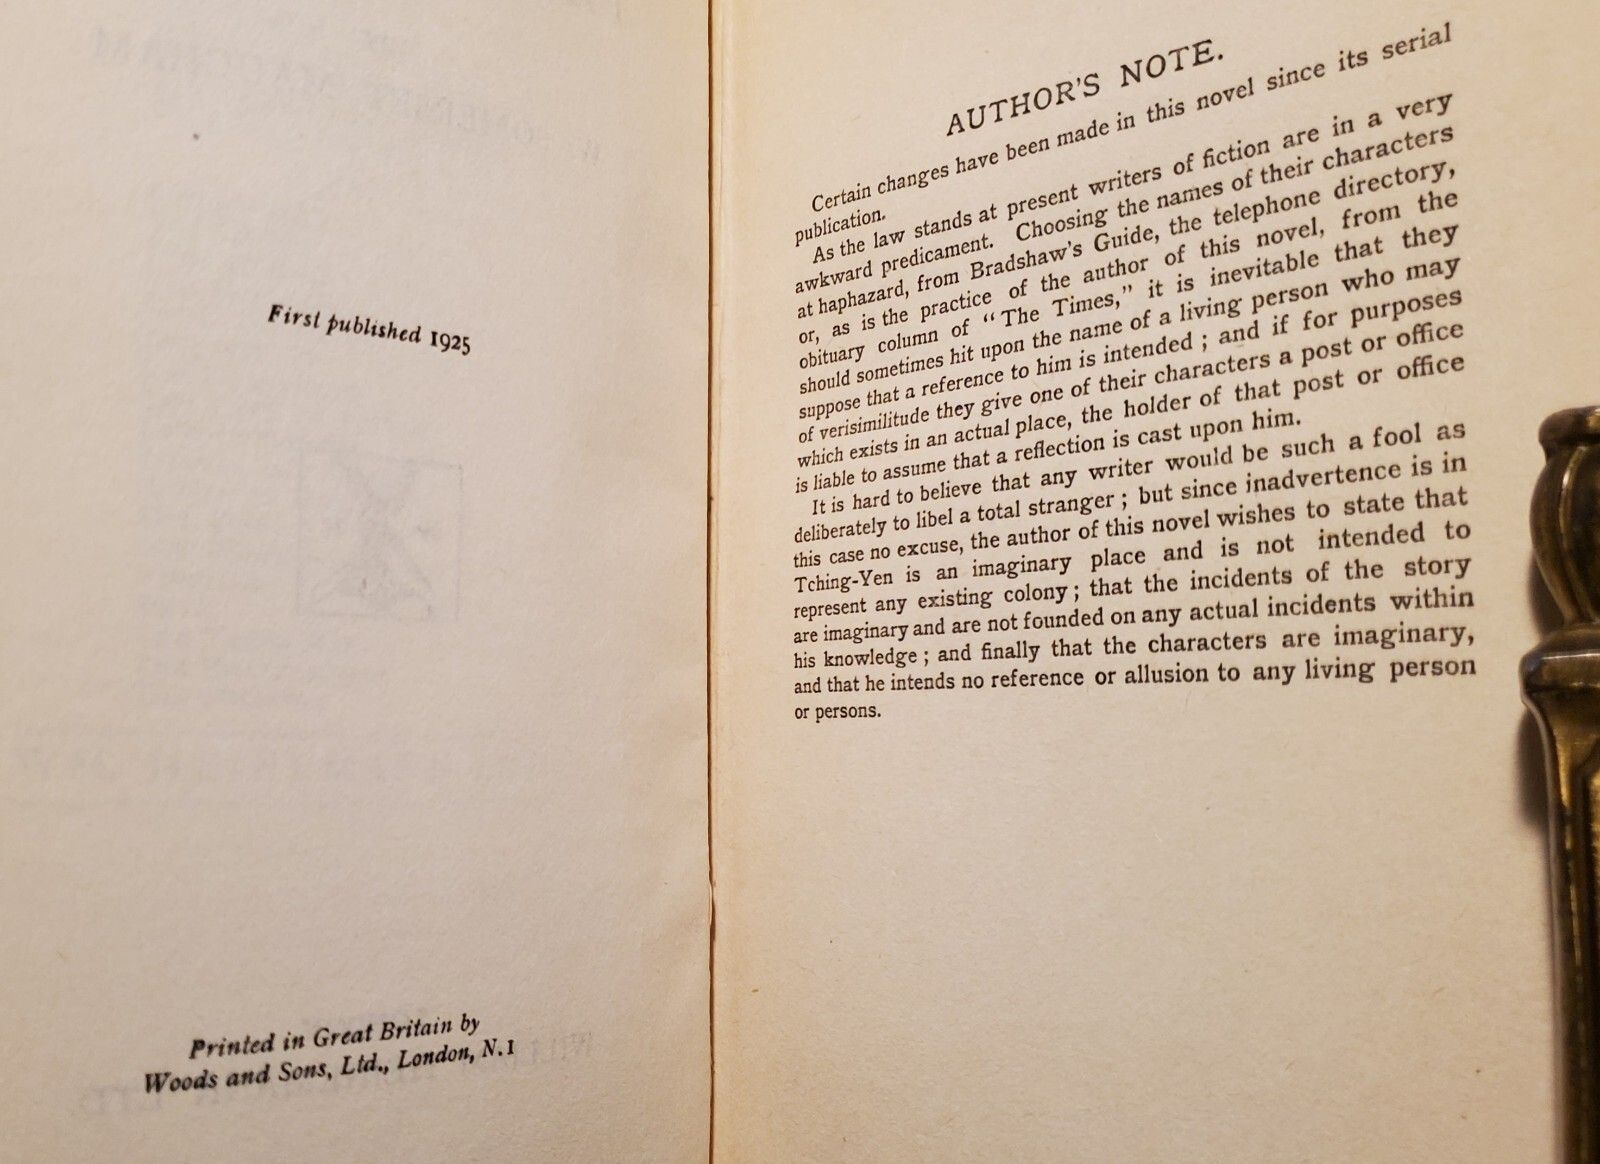 First published 1925
Printed in Great Britain by
Woods and Sons, Ltd., London, N.1
AUTHOR'S NOTE.
Certain changes have been made in this novel since its serial
publication.
As the law stands at present writers of fiction are in a very
awkward predicament. Choosing the names of their characters
at haphazard, from Bradshaw's Guide, the telephone directory,
or, as is the practice of the author of this novel, from the
obituary column of "The Times," it is inevitable that they
should sometimes hit upon the name of a living person who may
suppose that a reference to him is intended ; and if for purposes
of verisimilitude they give one of their characters a post or office
which exists in an actual place, the holder of that post or office
is liable to assume that a reflection is cast upon him.
It is hard to believe that any writer would be such a fool as
deliberately to libel a total stranger ; but since inadvertence is in
this case no excuse, the author of this novel wishes to state that
Tching-Yen is an imaginary place and is not intended to
represent any existing colony ; that the incidents of the story
are imaginary and are not founded on any actual incidents within
his knowledge ; and finally that the characters are imaginary,
and that he intends no reference or allusion to any living person
or persons.